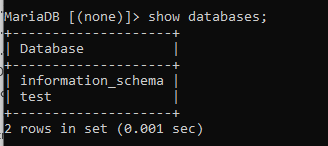 MariaDB [(none)]> show databases;
+--------------------+
| Database           |
+--------------------+
| information_schema |
| test               |
+--------------------+
2 rows in set (0.001 sec)